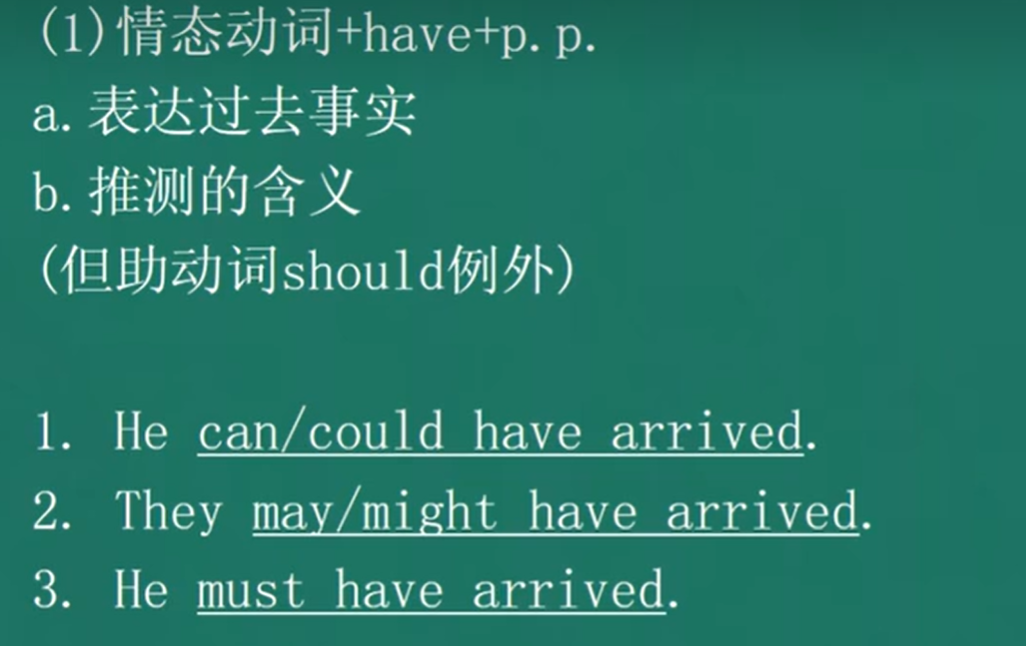 (1)情态动词+have+p.p.
a.表达过去事实
b.推测的含义
(但助动词should例外)
1. He can/could have arrived.
2. They may/might have arrived.
3. He must have arrived.